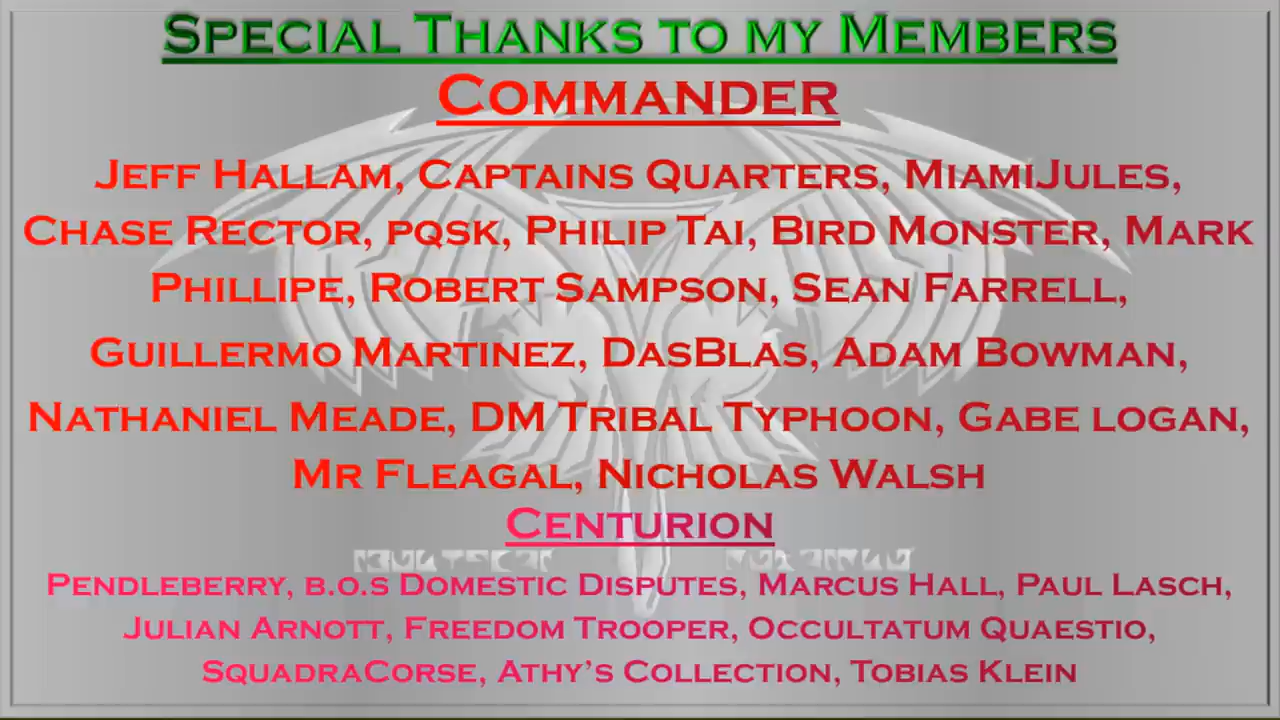 Special Thanks to my Members
Commander
Jeff Hallam, Captains Quarters, MiamiJules,
Chase Rector, pqsk, Philip Tai, Bird Monster, Mark
Phillipe, Robert Sampson, Sean Farrell,
Guillermo Martinez, DasBlas, Adam Bowman,
Nathaniel Meade, DM Tribal Typhoon, Gabe logan,
Mr Fleagal, Nicholas Walsh
Centurion
Pendleberry, b.o.s Domestic Disputes, Marcus Hall, Paul Lasch,
Julian Arnott, Freedom Trooper, Occultatum Quaestio,
SquadraCorse, Athy's Collection, Tobias Klein